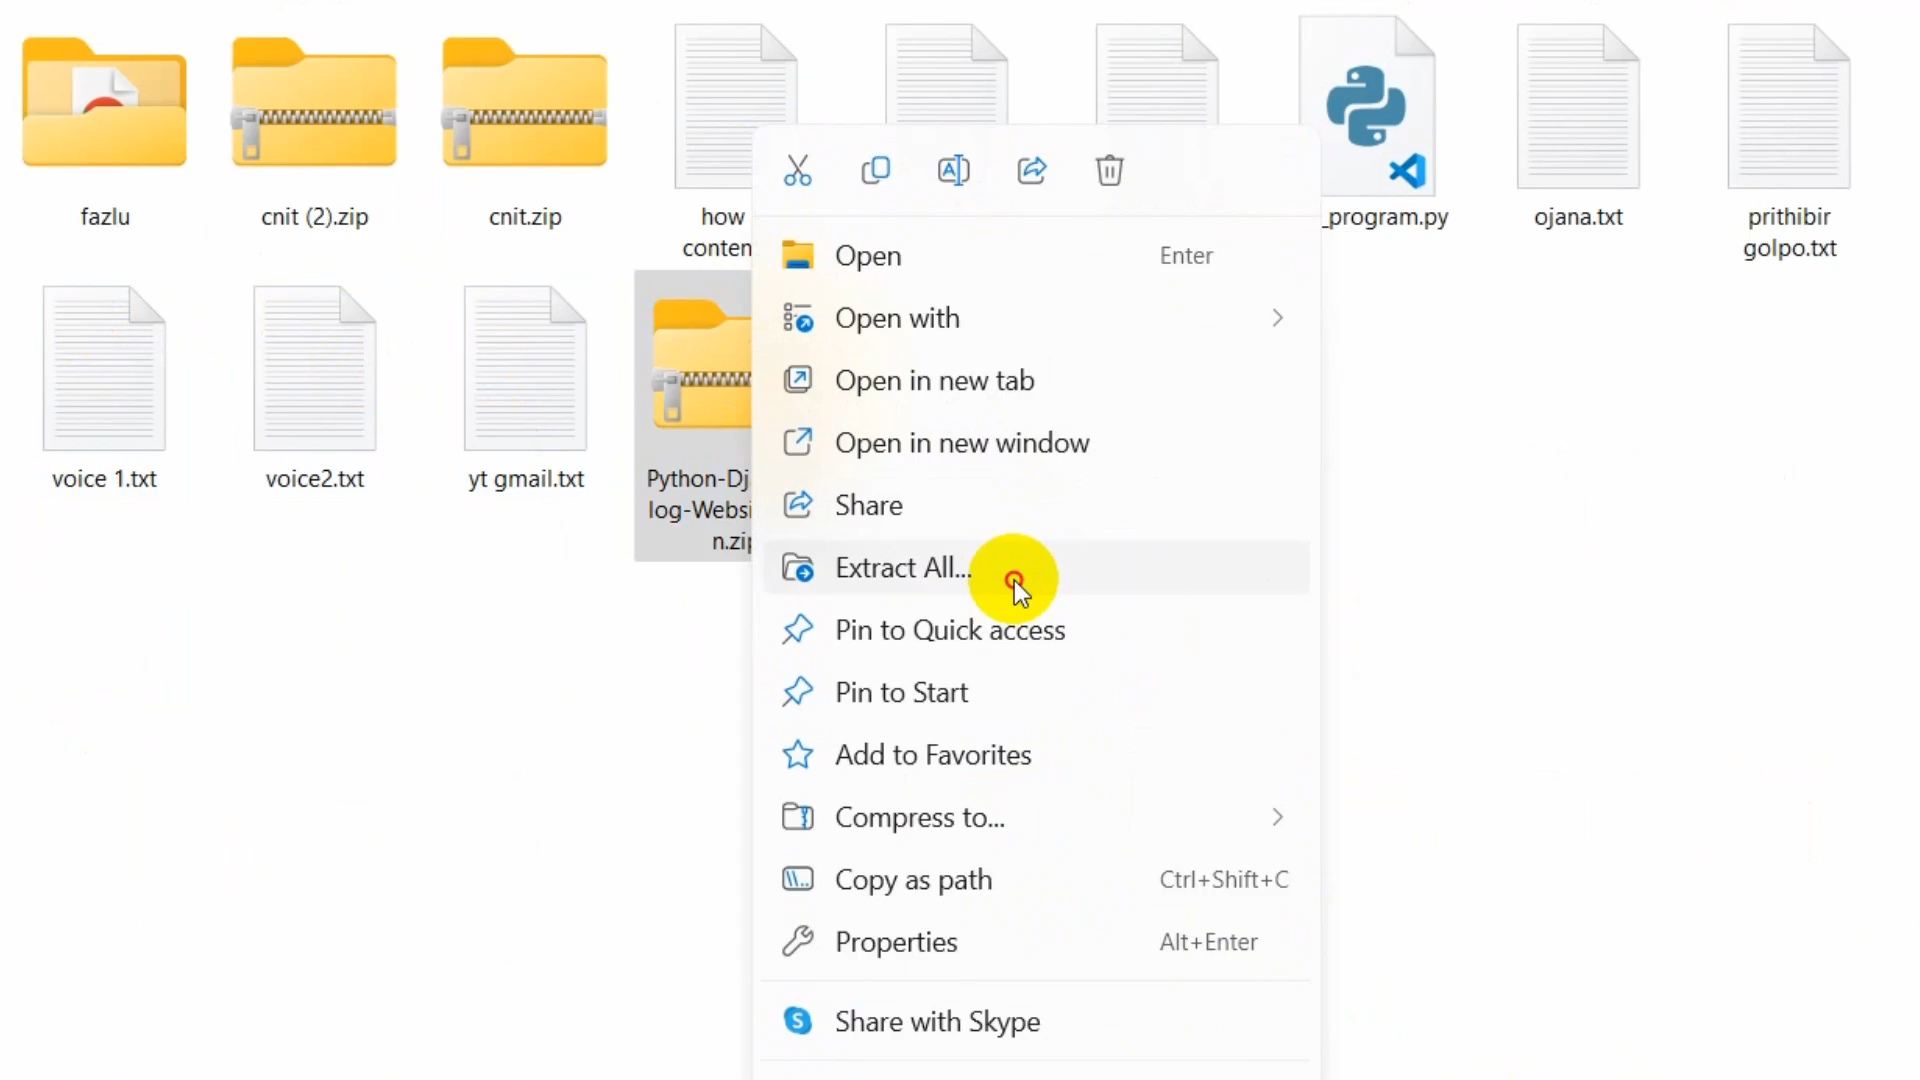 fazlu
cnit (2).zip
cnit.zip
how
conten
_program.py
ojana.txt
prithibir
golpo.txt
voice 1.txt
voice2.txt
yt gmail.txt
Python-Dj
log-Websi
n.zip
Open Enter
Open with
Open in new tab
Open in new window
Share
Extract All...
Pin to Quick access
Pin to Start
Add to Favorites
Compress to...
Copy as path Ctrl+Shift+C
Properties Alt+Enter
Share with Skype